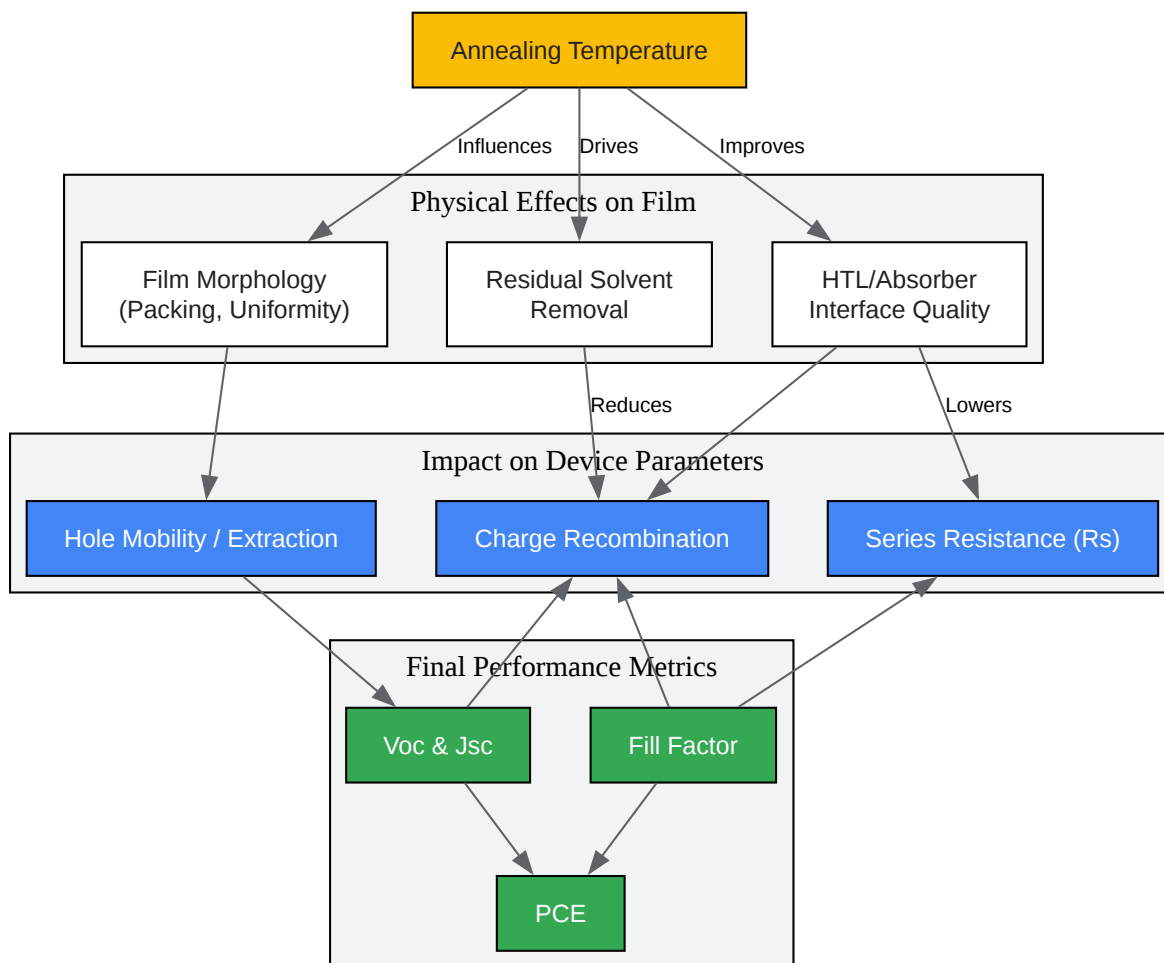 Annealing Temperature
Influences
Drives
Improves
Physical Effects on Film
Film Morphology
(Packing, Uniformity)
Residual Solvent
Removal
HTL/Absorber
Interface Quality
Reduces
Lowers
Impact on Device Parameters
Hole Mobility / Extraction
Charge Recombination
Series Resistance (Rs)
Final Performance Metrics
Voc & Jsc
Fill Factor
PCE